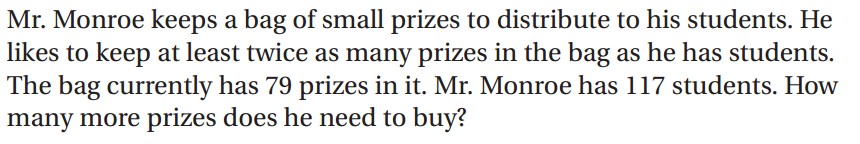 Mr. Monroe keeps a bag of small prizes to distribute to his students. He
likes to keep at least twice as many prizes in the bag as he has students.
The bag currently has 79 prizes in it. Mr. Monroe has 117 students. How
many more prizes does he need to buy?